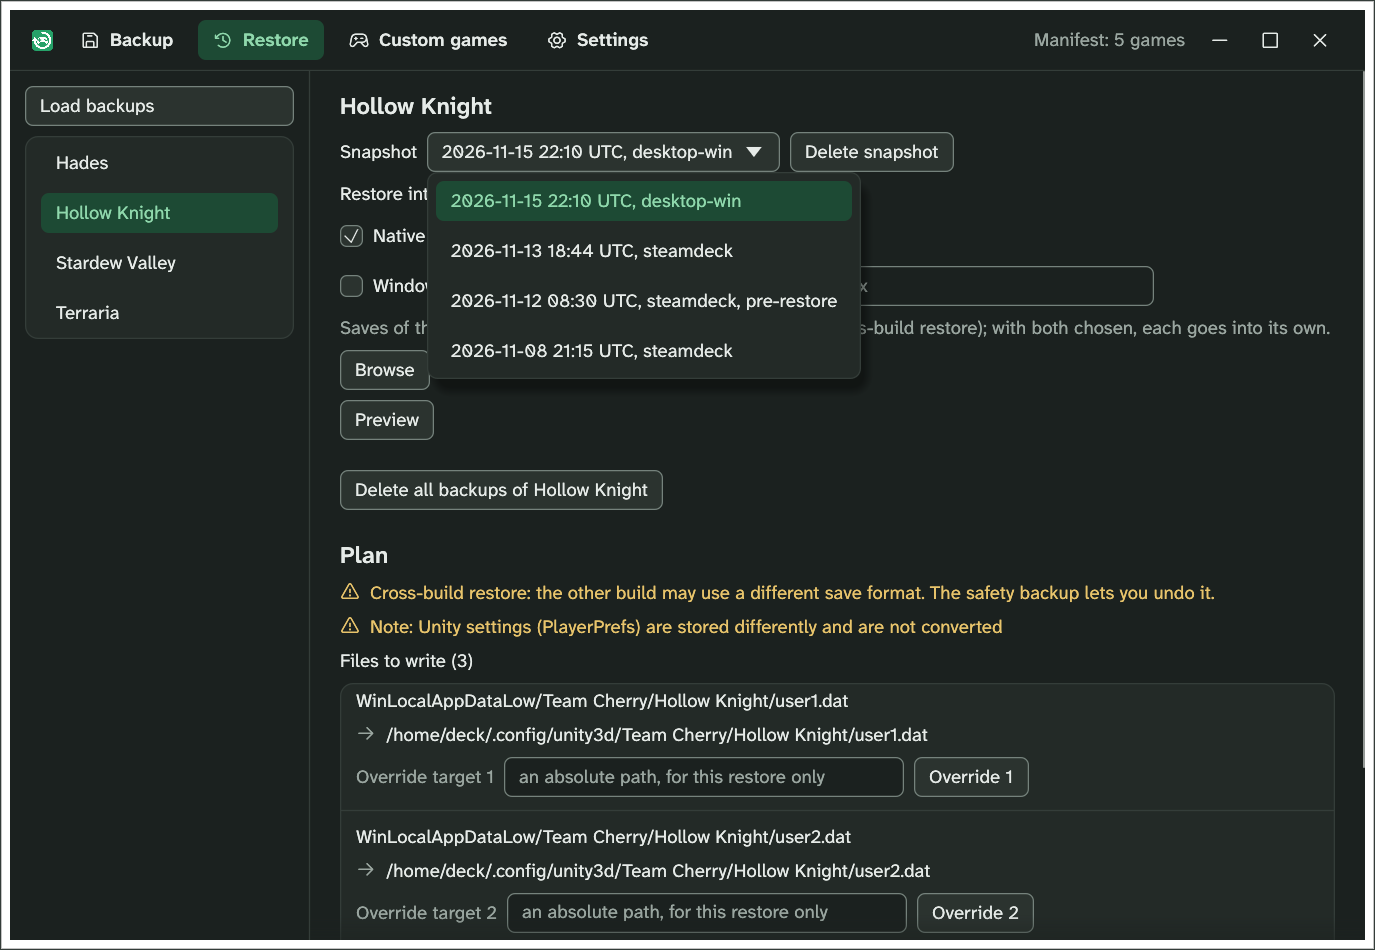 Backup
Restore
Custom games
Settings
Manifest: 5 games
Load backups
Hades
Hollow Knight
Stardew Valley
Terraria
Hollow Knight
Snapshot
2026-11-15 22:10 UTC, desktop-win
Delete snapshot
2026-11-15 22:10 UTC, desktop-win
2026-11-13 18:44 UTC, steamdeck
2026-11-12 08:30 UTC, steamdeck, pre-restore
2026-11-08 21:15 UTC, steamdeck
Restore
Native
Saves of
-build restore); with both chosen, each goes into its own.
Browse
Preview
Delete all backups of Hollow Knight
Plan
Cross-build restore: the other build may use a different save format. The safety backup lets you undo it.
Note: Unity settings (PlayerPrefs) are stored differently and are not converted
Files to write (3)
WinLocalAppDataLow/Team Cherry/Hollow Knight/user1.dat
→ /home/deck/.config/unity3d/Team Cherry/Hollow Knight/user1.dat
Override target 1
an absolute path, for this restore only
Override 1
WinLocalAppDataLow/Team Cherry/Hollow Knight/user2.dat
→ /home/deck/.config/unity3d/Team Cherry/Hollow Knight/user2.dat
Override target 2
an absolute path, for this restore only
Override 2